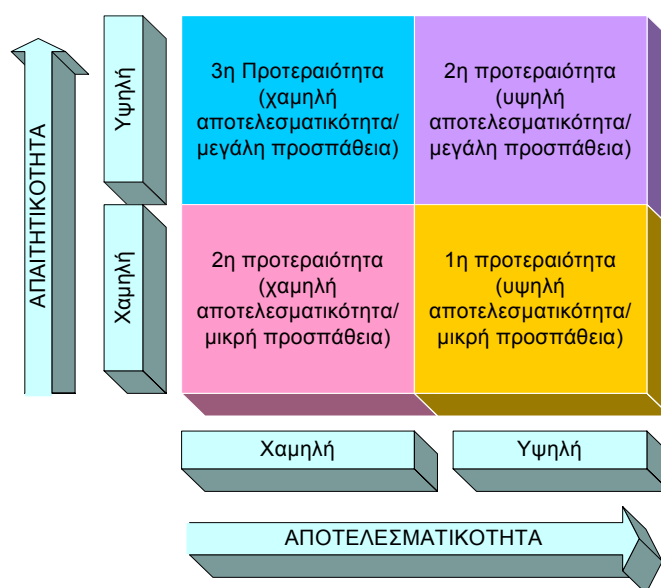 ΑΠΑΙΤΗΤΙΚΟΤΗΤΑ
Υψηλή
Χαμηλή
3η Προτεραιότητα
(χαμηλή
αποτελεσματικότητα/
μεγάλη προσπάθεια)
2η προτεραιότητα
(υψηλή
αποτελεσματικότητα/
μεγάλη προσπάθεια)
2η προτεραιότητα
(χαμηλή
αποτελεσματικότητα/
μικρή προσπάθεια)
1η προτεραιότητα
(υψηλή
αποτελεσματικότητα/
μικρή προσπάθεια)
Χαμηλή
Υψηλή
ΑΠΟΤΕΛΕΣΜΑΤΙΚΟΤΗΤΑ